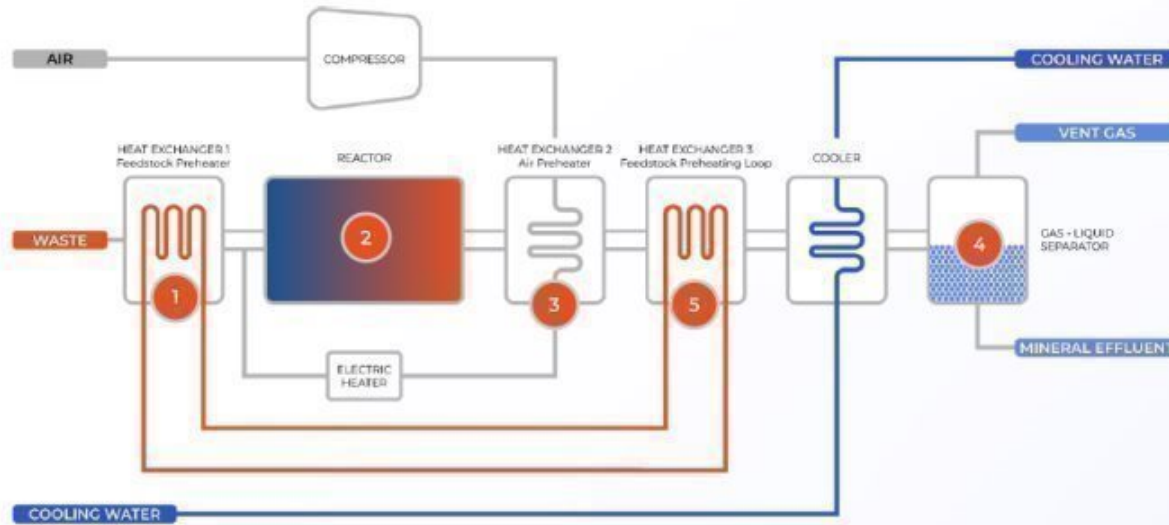 AIR
COMPRESSOR
COOLING WATER
VENT GAS
HEAT EXCHANGER 1
Feedstock Preheater
REACTOR
HEAT EXCHANGER 2
Air Preheater
HEAT EXCHANGER 3
Feedstock Preheating Loop
COOLER
WASTE
1
2
3
5
4
GAS + LIQUID
SEPARATOR
ELECTRIC
HEATER
MINERAL EFFLUENT
COOLING WATER